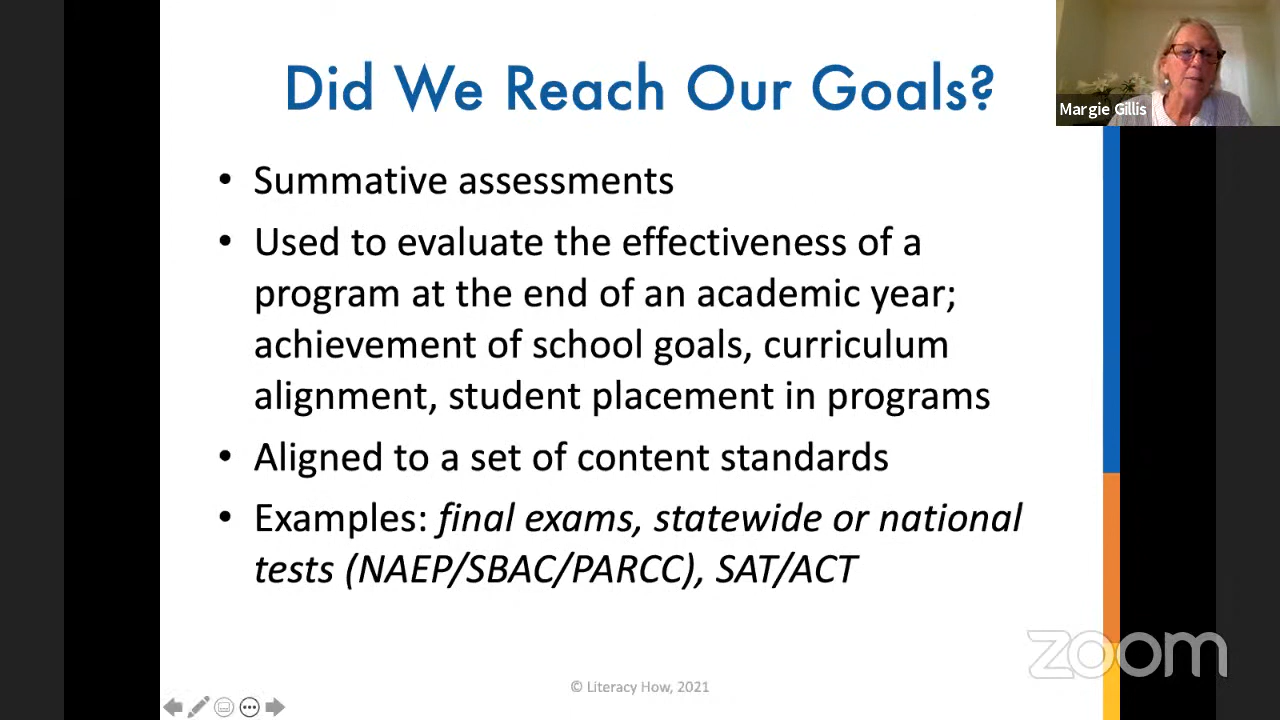 Did We Reach Our Goals?
Margie Gillis
• Summative assessments
• Used to evaluate the effectiveness of a
program at the end of an academic year;
achievement of school goals, curriculum
alignment, student placement in programs
• Aligned to a set of content standards
• Examples: final exams, statewide or national
tests (NAEP/SBAC/PARCC), SAT/ACT
zoom
© Literacy How, 2021